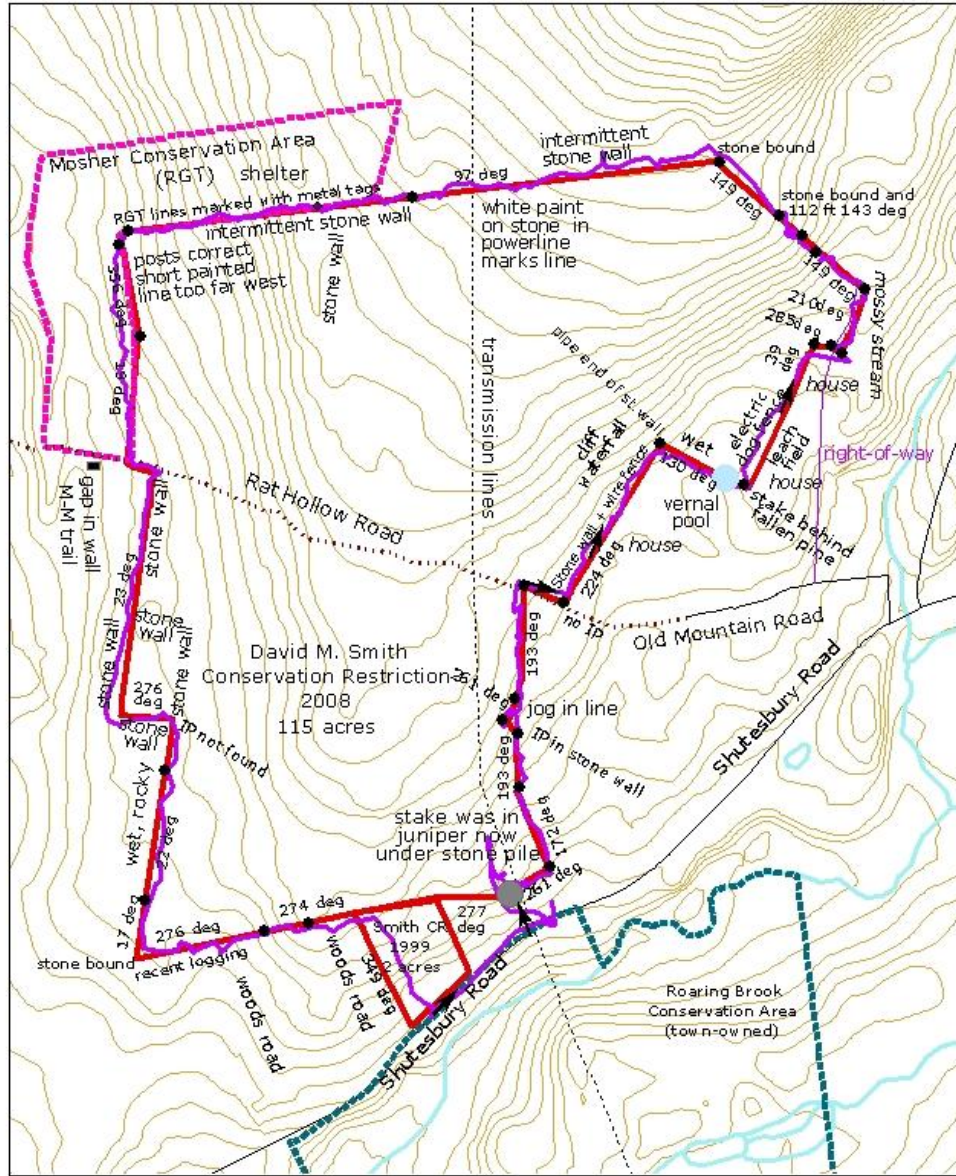 Mosher Conservation Area
(RGT) shelter
RGT lines marked with metal tags
intermittent stone wall
97 deg
intermittent
stone wall
stone bound
149 deg
stone bound and
112 ft 143 deg
149 deg
posts correct
short painted
line too far west
stone wall
white paint
on stone in
powerline
marks line
mossy stream
210deg
285deg
39 deg
house
electric
dog fence
leach
field
right-of-way
house
stake behind
fallen pine
pipe end of st wall
wet
130 deg
vernal
pool
cliff
waterfall
Stone wall + wire fence
224 deg
house
no IP
transmission lines
Rat Hollow Road
gap in wall
M-M trail
stone wall
23 deg
stone
wall
stone wall
276
deg
stone wall
stone
wall
IP not found
David M. Smith
Conservation Restriction
2008
115 acres
193 deg
jog in line
IP in stone wall
193 deg
172 deg
Old Mountain Road
Shutesbury Road
stake was in
juniper now
under stone pile
261 deg
wet, rocky
22 deg
17 deg
stone bound
276 deg
recent logging
274 deg
277
deg
Smith CR
1999
2 acres
349 deg
woods road
woods road
Shutesbury Road
Roaring Brook
Conservation Area
(town-owned)